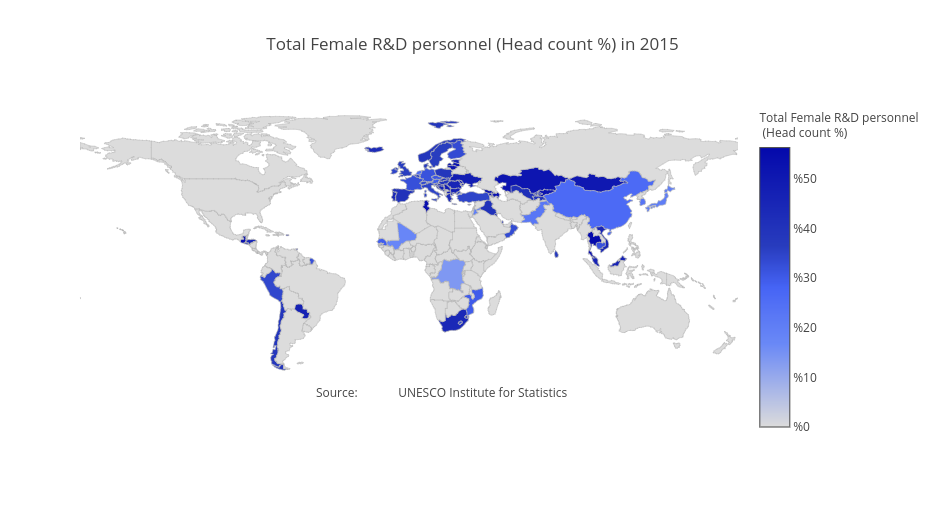 Total Female R&D personnel (Head count %) in 2015
Total Female R&D personnel
(Head count %)
%50
%40
%30
%20
%10
%0
Source: UNESCO Institute for Statistics